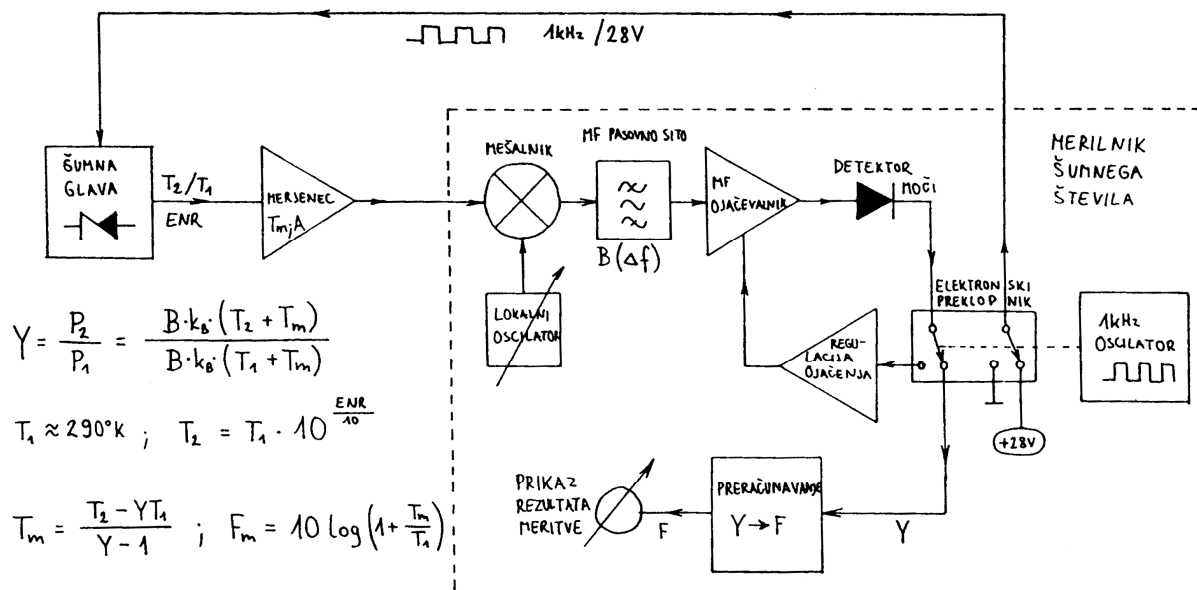 1kHz / 28V
ŠUMNA
GLAVA
T₂/T₁
ENR
MERJENEC
Tₘ,A
MEŠALNIK
MF PASOVNO SITO
B(Δf)
MF
OJAČEVALNIK
DETEKTOR
MOČI
MERILNIK
ŠUMNEGA
ŠTEVILA
LOKALNI
OSCILATOR
REGU-
LACIJA
OJAČENJA
ELEKTRONSKI
PREKLOPNIK
1kHz
OSCILATOR
+28V
PRIKAZ
REZULTATA
MERITVE
F
PRERAČUNAVANJE
Y→F
Y
Y = P₂/P₁ = B·k_B·(T₂+Tₘ) / B·k_B·(T₁+Tₘ)
T₁ ≈ 290°K ; T₂ = T₁ · 10^(ENR/10)
Tₘ = (T₂-YT₁)/(Y-1) ; Fₘ = 10 log(1+Tₘ/T₁)